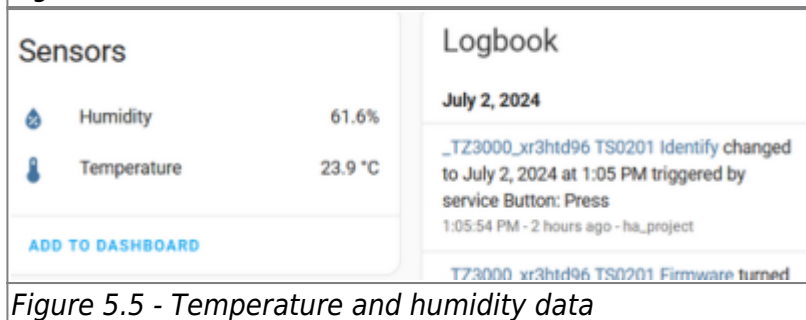 Sensors
Humidity 61.6%
Temperature 23.9 °C
ADD TO DASHBOARD
Logbook
July 2, 2024
_TZ3000_xr3htd96 TS0201 Identify changed
to July 2, 2024 at 1:05 PM triggered by
service Button: Press
1:05:54 PM - 2 hours ago - ha_project
TZ3000 xr3htd96 TS0201 Firmware turned
Figure 5.5 - Temperature and humidity data